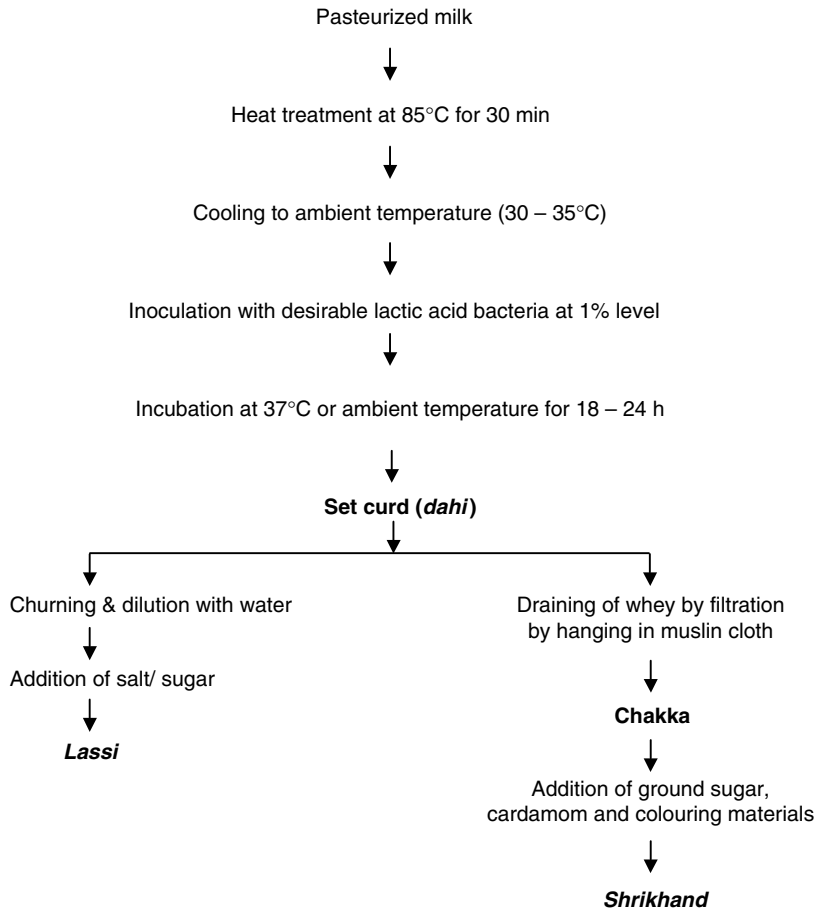 Pasteurized milk
Heat treatment at 85°C for 30 min
Cooling to ambient temperature (30 – 35°C)
Inoculation with desirable lactic acid bacteria at 1% level
Incubation at 37°C or ambient temperature for 18 – 24 h
Set curd (dahi)
Churning & dilution with water
Addition of salt/ sugar
Lassi
Draining of whey by filtration
by hanging in muslin cloth
Chakka
Addition of ground sugar,
cardamom and colouring materials
Shrikhand